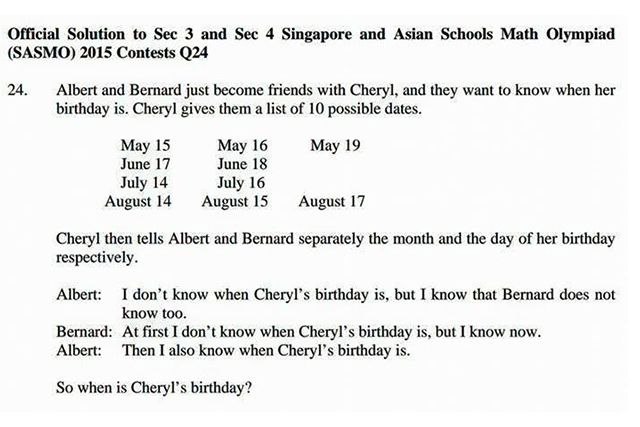 Official Solution to Sec 3 and Sec 4 Singapore and Asian Schools Math Olympiad
(SASMO) 2015 Contests Q24
24. Albert and Bernard just become friends with Cheryl, and they want to know when her
birthday is. Cheryl gives them a list of 10 possible dates.
May 15 May 16 May 19
June 17 June 18
July 14 July 16
August 14 August 15 August 17
Cheryl then tells Albert and Bernard separately the month and the day of her birthday
respectively.
Albert: I don't know when Cheryl's birthday is, but I know that Bernard does not
know too.
Bernard: At first I don't know when Cheryl's birthday is, but I know now.
Albert: Then I also know when Cheryl's birthday is.
So when is Cheryl's birthday?